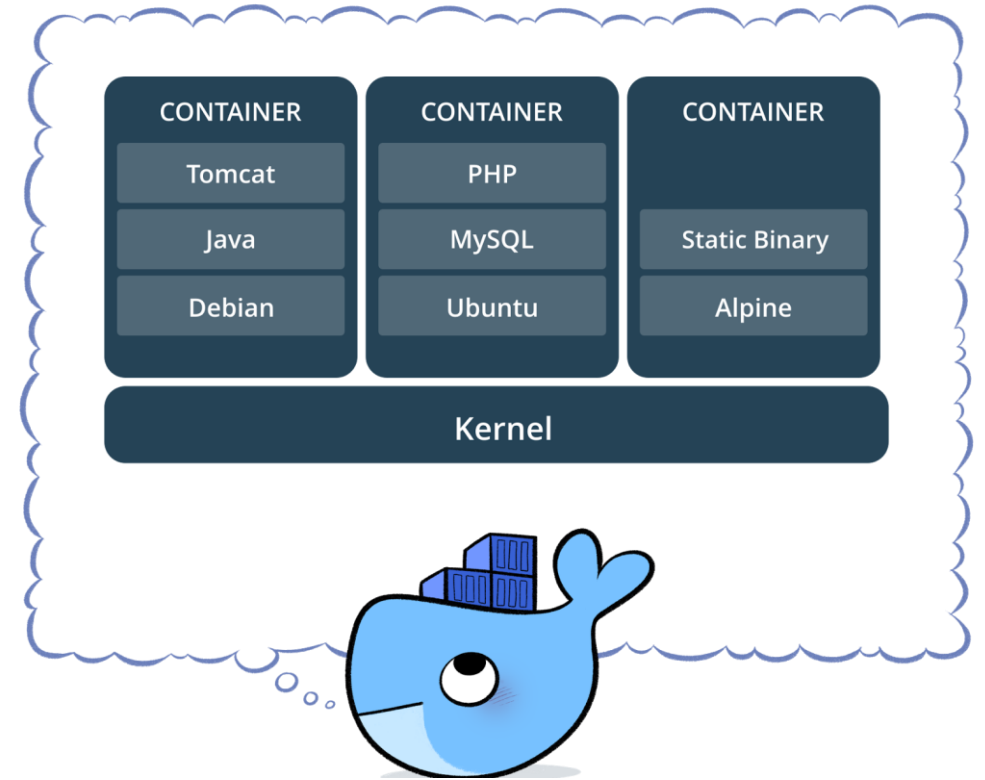 CONTAINER
Tomcat
Java
Debian
CONTAINER
PHP
MySQL
Ubuntu
CONTAINER
Static Binary
Alpine
Kernel